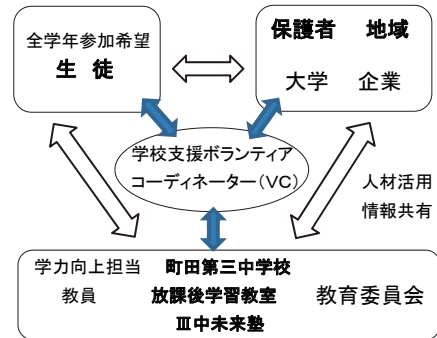 全学年参加希望
生 徒
保護者 地域
大学 企業
学校支援ボランティア
コーディネーター(VC)
人材活用
情報共有
学力向上担当
教員
町田第三中学校
放課後学習教室
Ⅲ中未来塾
教育委員会